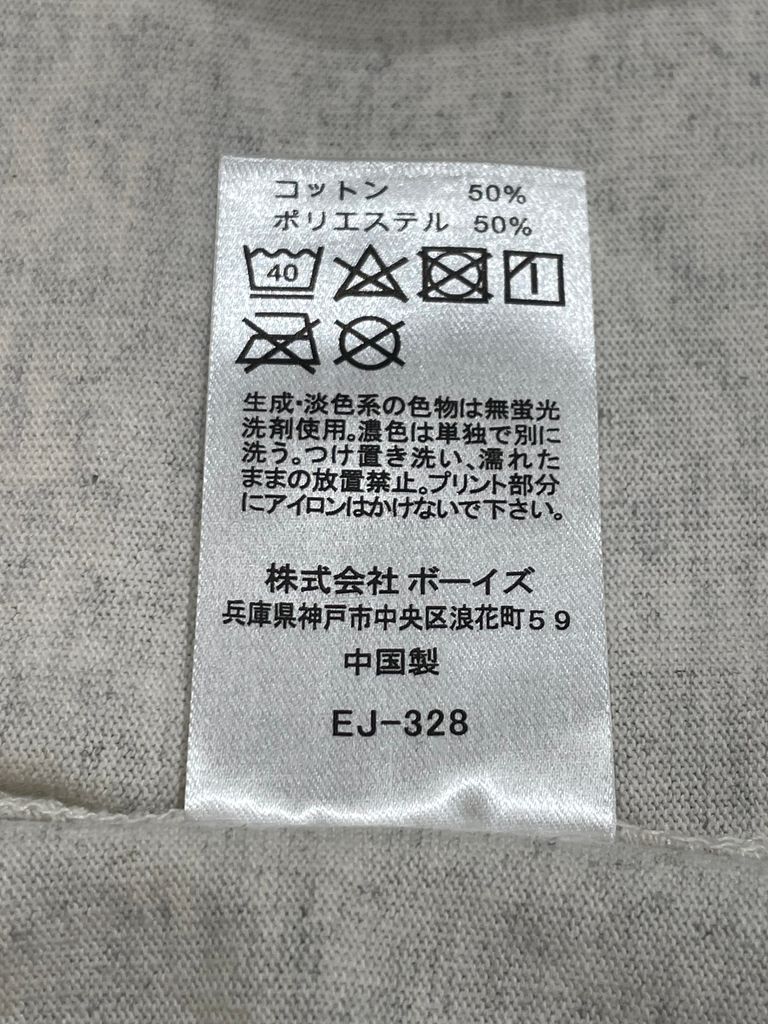 コットン 50%
ポリエステル 50%
40
生成・淡色系の色物は無蛍光
洗剤使用。濃色は単独で別に
洗う。つけ置き洗い、濡れた
ままの放置禁止。プリント部分
にアイロンはかけないで下さい。
株式会社 ボーイズ
兵庫県神戸市中央区浪花町59
中国製
EJ-328